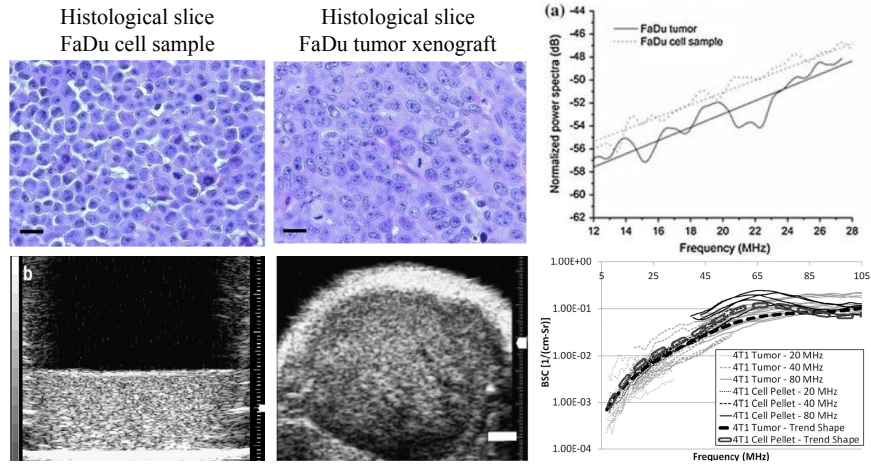 Histological slice
FaDu cell sample
Histological slice
FaDu tumor xenograft
(a)
Normalized power spectra (dB)
-46
-48
-50
-52
-54
-56
-58
-60
-62
FaDu tumor
FaDu cell sample
12 14 16 18 20 22 24 26 28
Frequency (MHz)
b
BSC [1/(cm-Sr)]
1.00E+00
1.00E-01
1.00E-02
1.00E-03
1.00E-04
5 25 45 65 85 105
4T1 Tumor - 20 MHz
4T1 Tumor - 40 MHz
4T1 Tumor - 80 MHz
4T1 Cell Pellet - 20 MHz
4T1 Cell Pellet - 40 MHz
4T1 Cell Pellet - 80 MHz
4T1 Tumor - Trend Shape
4T1 Cell Pellet - Trend Shape
Frequency (MHz)